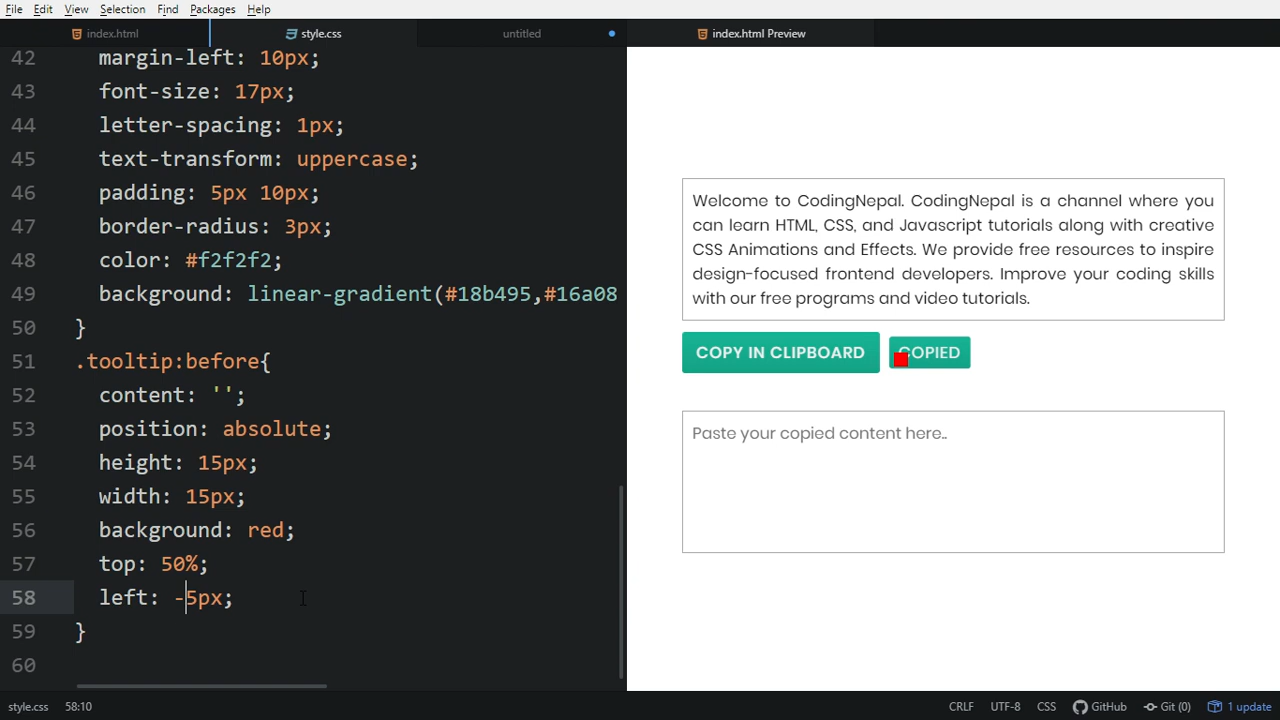 File Edit View Selection Find Packages Help
index.html style.css untitled index.html Preview
42 margin-left: 10px;
43 font-size: 17px;
44 letter-spacing: 1px;
45 text-transform: uppercase;
46 padding: 5px 10px;
47 border-radius: 3px;
48 color: #f2f2f2;
49 background: linear-gradient(#18b495,#16a08
50 }
51 .tooltip:before{
52 content: '';
53 position: absolute;
54 height: 15px;
55 width: 15px;
56 background: red;
57 top: 50%;
58 left: -5px;
59 }
60
Welcome to CodingNepal. CodingNepal is a channel where you
can learn HTML, CSS, and Javascript tutorials along with creative
CSS Animations and Effects. We provide free resources to inspire
design-focused frontend developers. Improve your coding skills
with our free programs and video tutorials.
COPY IN CLIPBOARD COPIED
Paste your copied content here..
style.css 58:10 CRLF UTF-8 CSS GitHub Git (0) 1 update